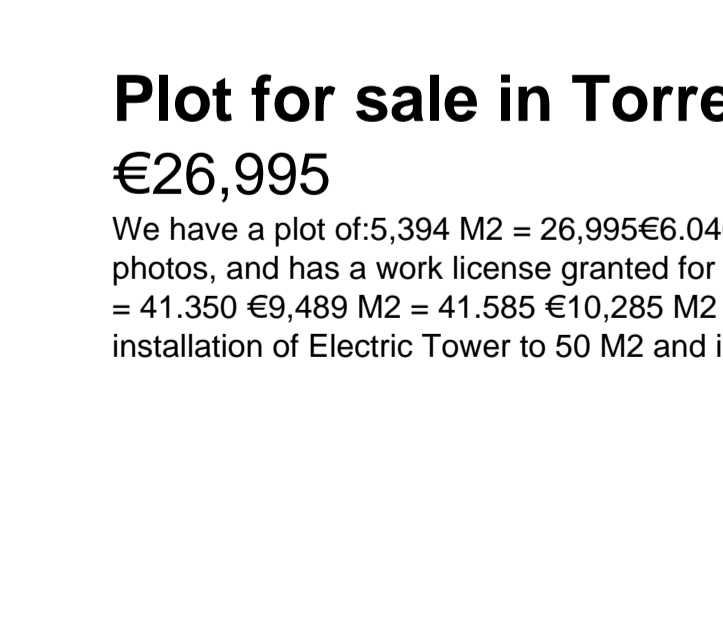 Plot for sale in Torre
€26,995
We have a plot of:5,394 M2 = 26,995€6.04
photos, and has a work license granted for
= 41.350 €9,489 M2 = 41.585 €10,285 M2
installation of Electric Tower to 50 M2 and i